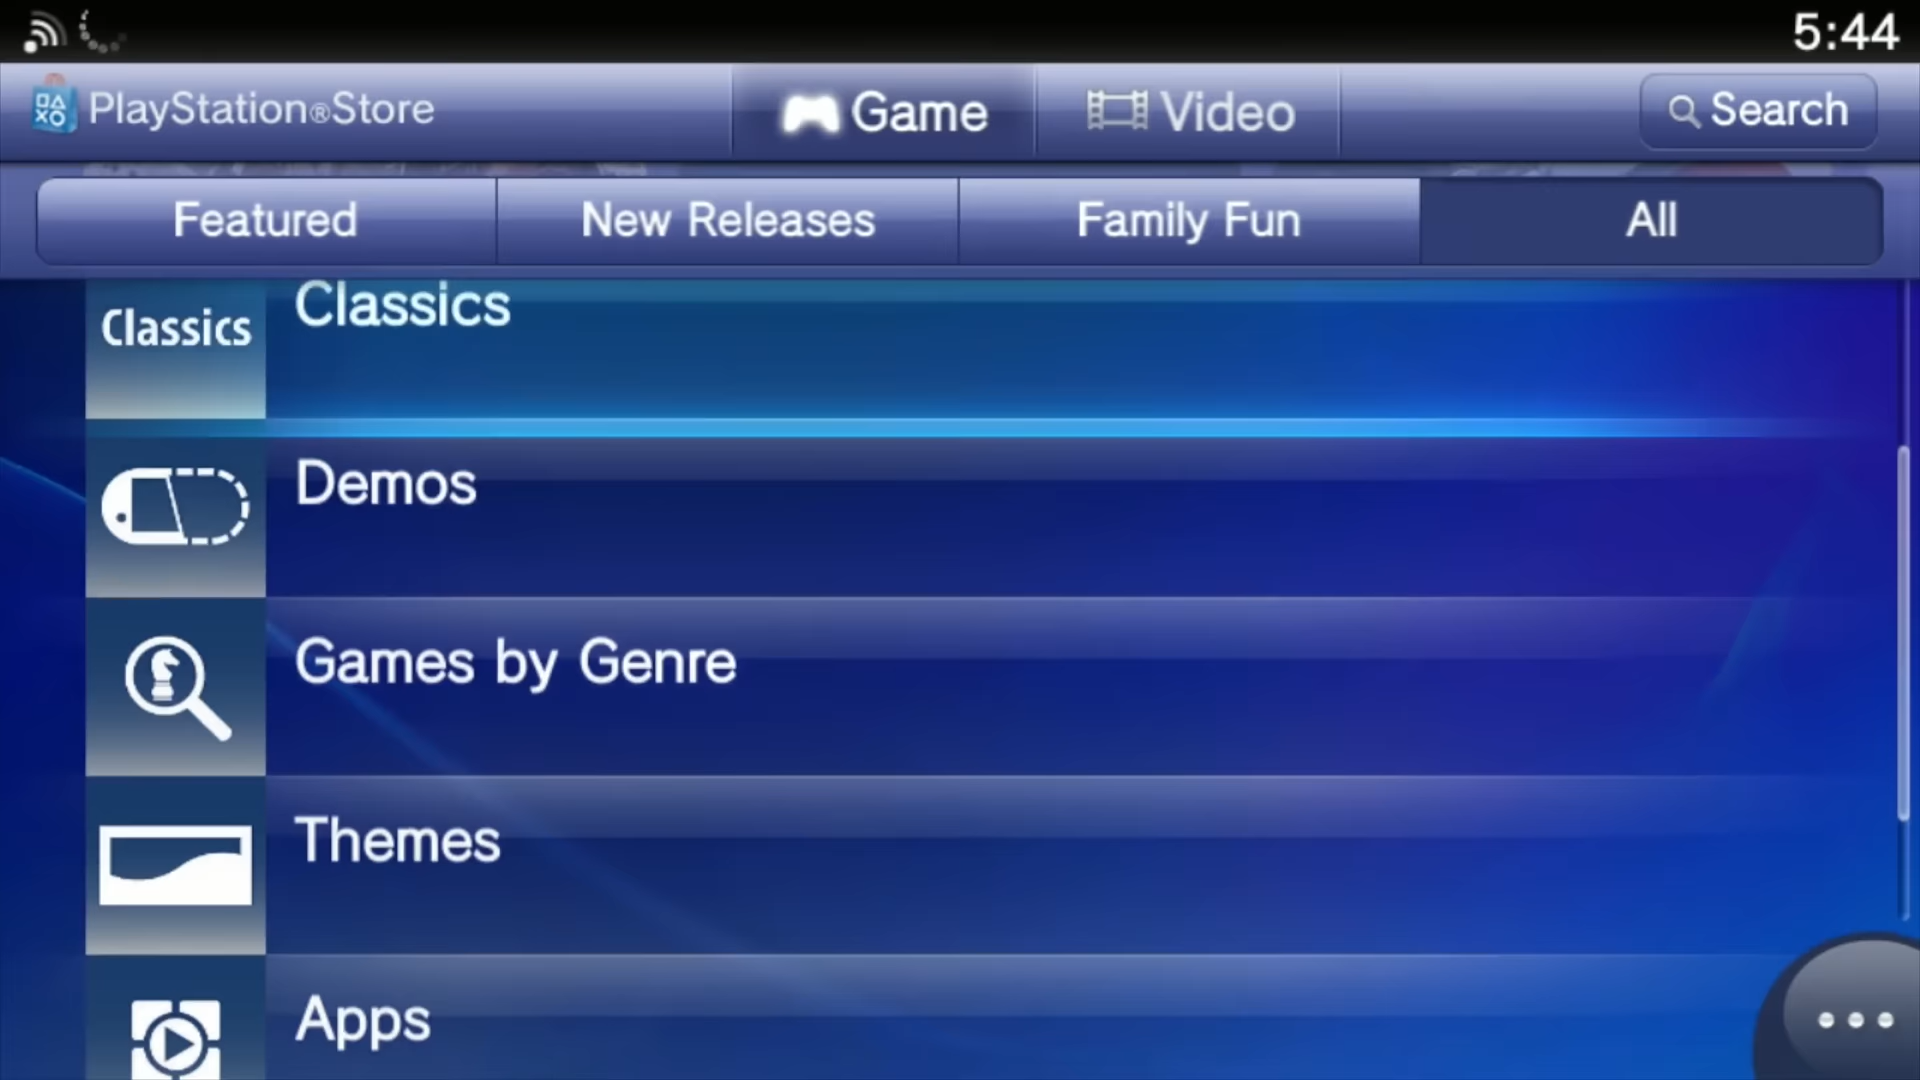 5:44
PlayStation®Store
Game
Video
Search
Featured
New Releases
Family Fun
All
Classics
Classics
Demos
Games by Genre
Themes
Apps